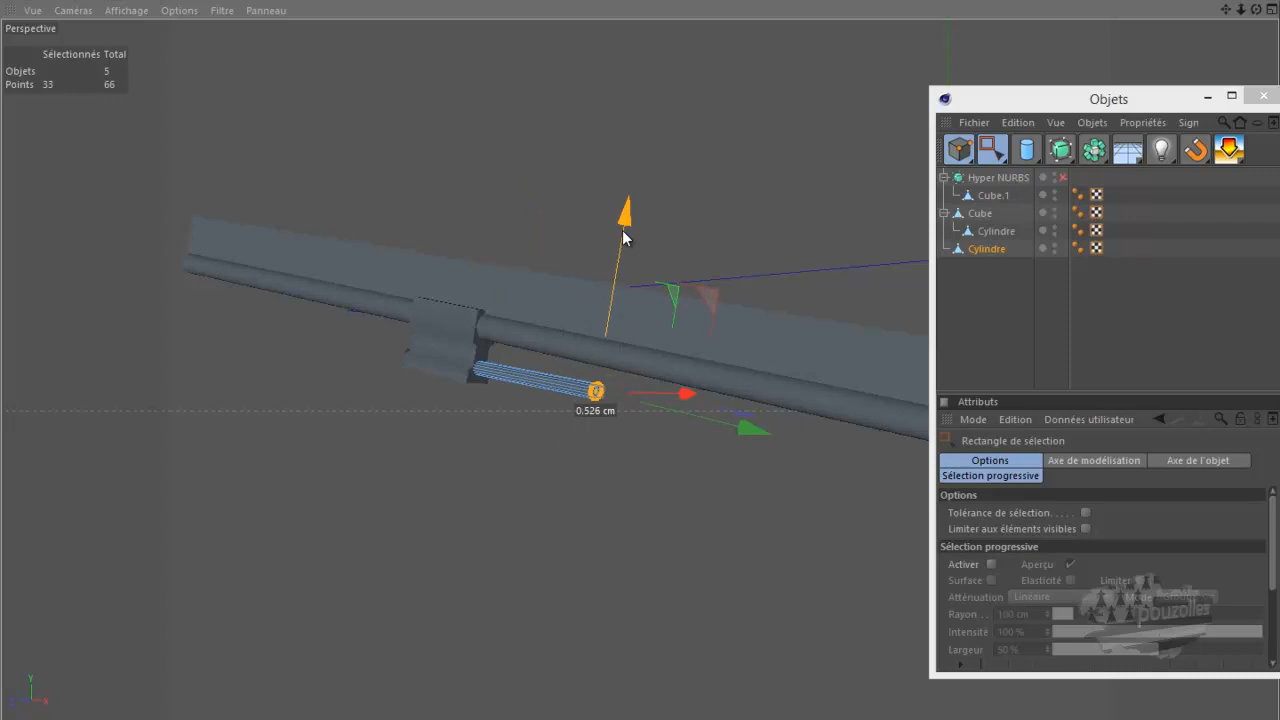 Vue Caméras Affichage Options Filtre Panneau
Perspective
Sélectionnés Total
Objets 5
Points 33 66
0.526 cm
Y
X
Objets
Fichier Edition Vue Objets Propriétés Sign
Hyper NURBS
Cube.1
Cube
Cylindre
Cylindre
Attributs
Mode Edition Données utilisateur
Rectangle de sélection
Options Axe de modélisation Axe de l'objet
Sélection progressive
Options
Tolérance de sélection. . . . .
Limiter aux éléments visibles
Sélection progressive
Activer Aperçu
Surface Elasticité Limiter
Atténuation Linéaire Mode
pouzolles
Rayon . . 100 cm
Intensité 100 %
Largeur 50 %